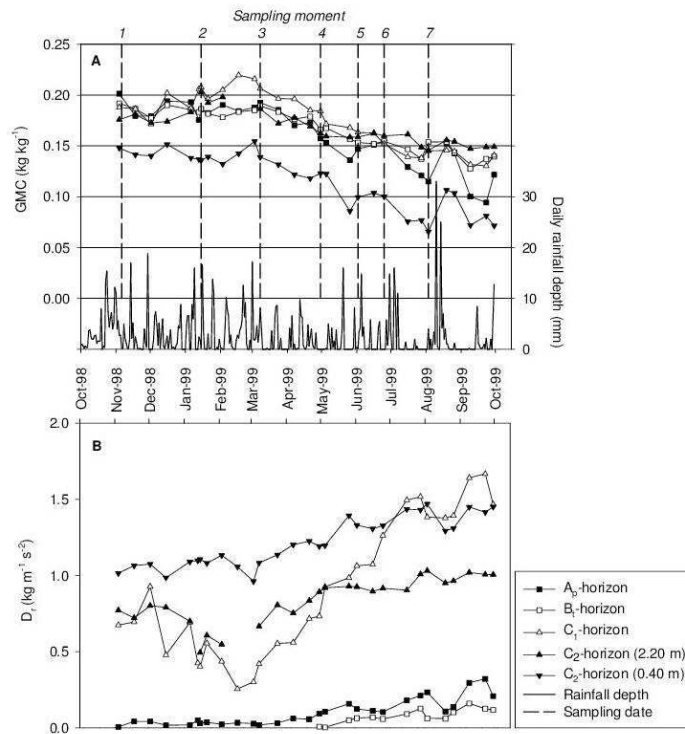 Sampling moment
1 2 3 4 5 6 7
A
0.25
0.20
0.15
0.10
0.05
0.00
GMC (kg kg⁻¹)
30
20
10
0
Daily rainfall depth (mm)
Oct-98 Nov-98 Dec-98 Jan-99 Feb-99 Mar-99 Apr-99 May-99 Jun-99 Jul-99 Aug-99 Sep-99 Oct-99
B
2.0
1.5
1.0
0.5
0.0
Dᵣ (kg m⁻¹ s⁻²)
Aₚ-horizon
Bₜ-horizon
C₁-horizon
C₂-horizon (2.20 m)
C₂-horizon (0.40 m)
Rainfall depth
Sampling date